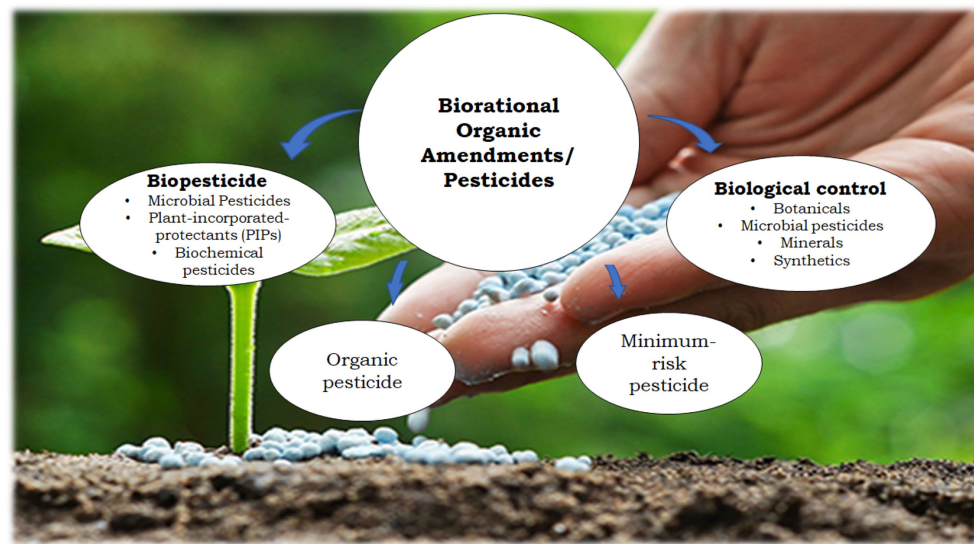 Biorational
Organic
Amendments/
Pesticides
Biopesticide
• Microbial Pesticides
• Plant-incorporated-
protectants (PIPs)
• Biochemical
pesticides
Biological control
• Botanicals
• Microbial pesticides
• Minerals
• Synthetics
Organic
pesticide
Minimum-
risk
pesticide